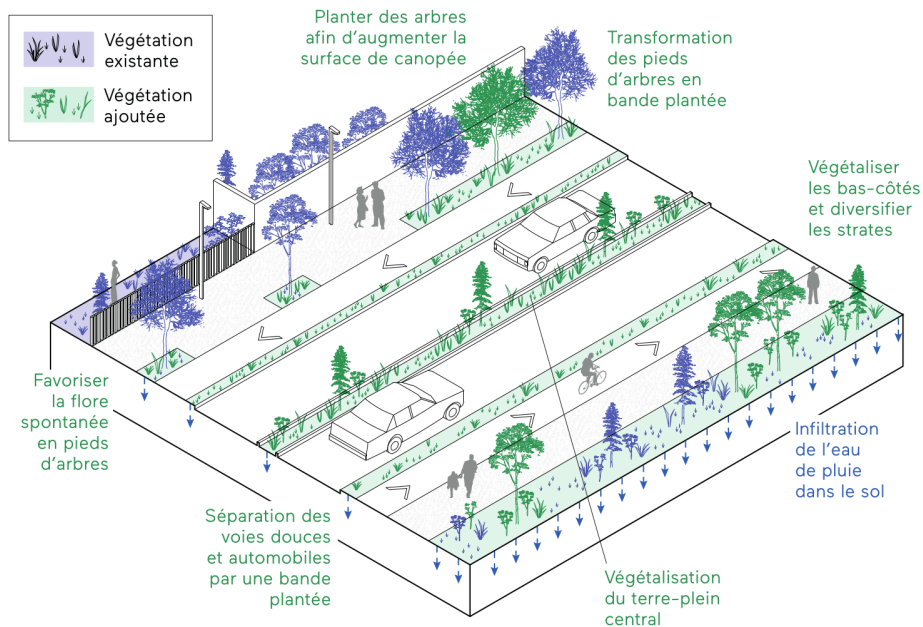 Végétation
existante
Végétation
ajoutée
Planter des arbres
afin d'augmenter la
surface de canopée
Transformation
des pieds
d'arbres en
bande plantée
Végétaliser
les bas-côtés
et diversifier
les strates
Favoriser
la flore
spontanée
en pieds
d'arbres
Infiltration
de l'eau
de pluie
dans le sol
Séparation des
voies douces
et automobiles
par une bande
plantée
Végétalisation
du terre-plein
central